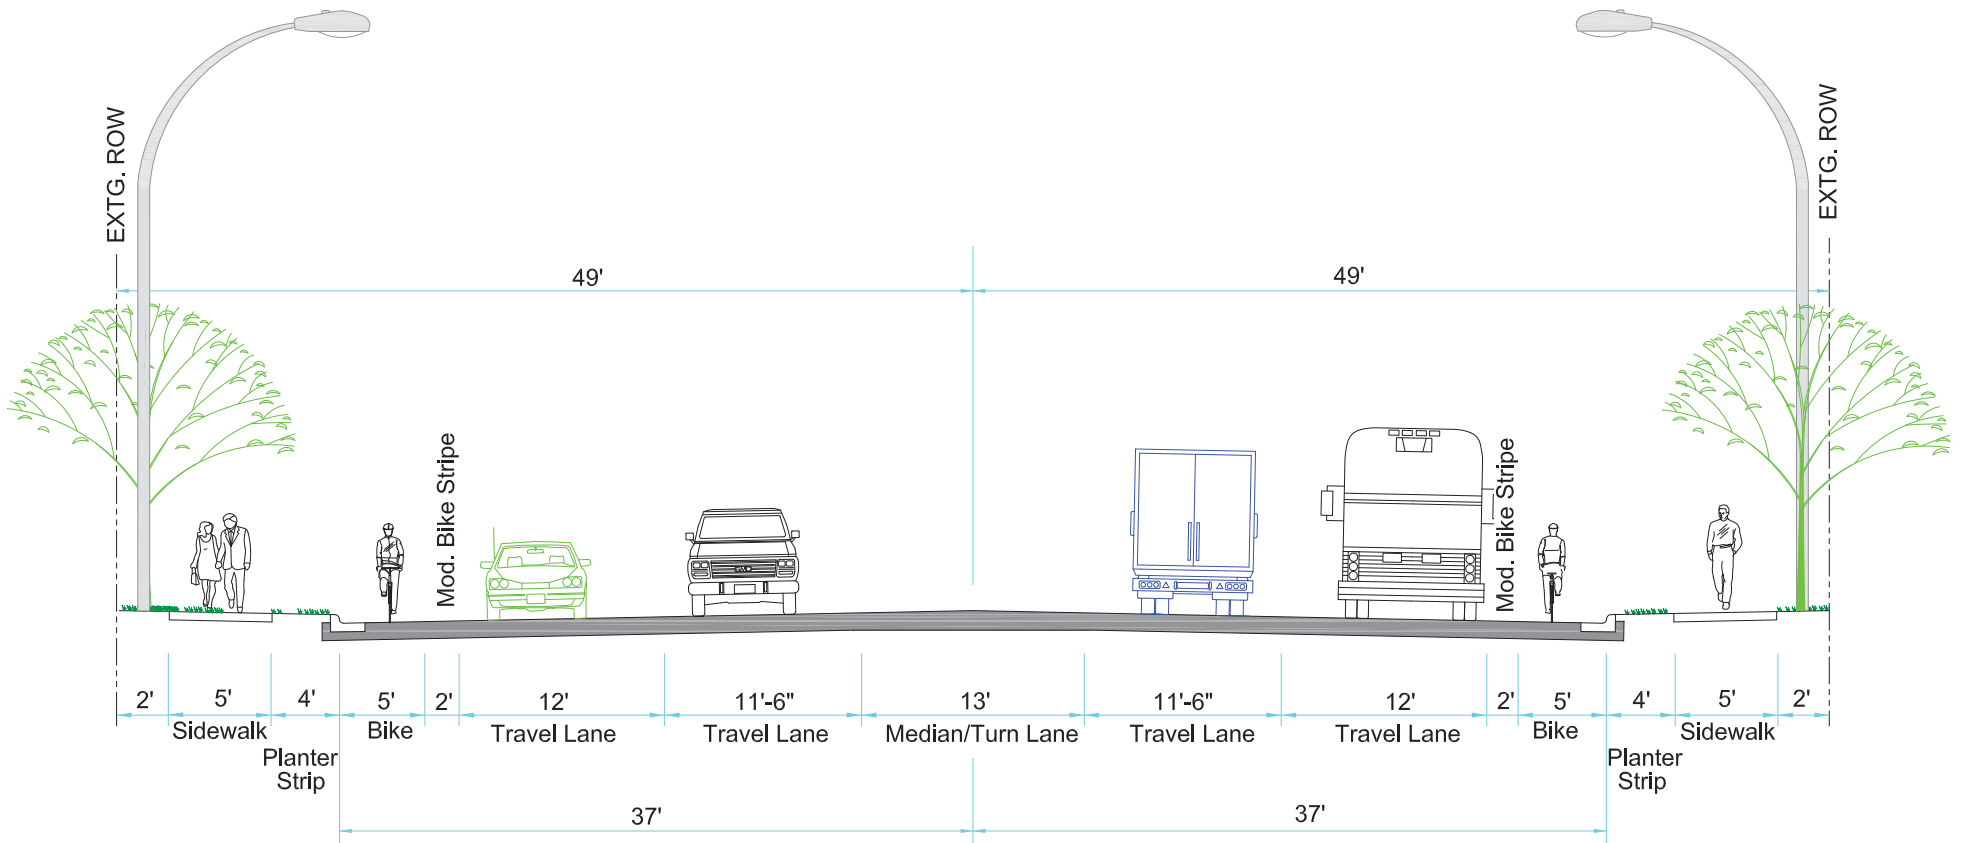 EXTG. ROW
EXTG. ROW
49'
49'
Mod. Bike Stripe
Mod. Bike Stripe
2'
5'
4'
5'
2'
12'
11'-6"
13'
11'-6"
12'
2'
5'
4'
5'
2'
Sidewalk
Bike
Travel Lane
Travel Lane
Median/Turn Lane
Travel Lane
Travel Lane
Bike
Sidewalk
Planter
Strip
Planter
Strip
37'
37'